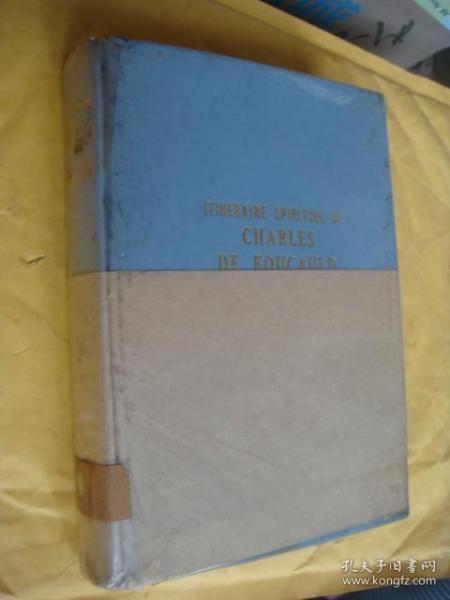 ITINERAIRE SPIRITUEL DE
CHARLES
DE FOUCAULD
孔夫子旧书网
www.kongfz.com